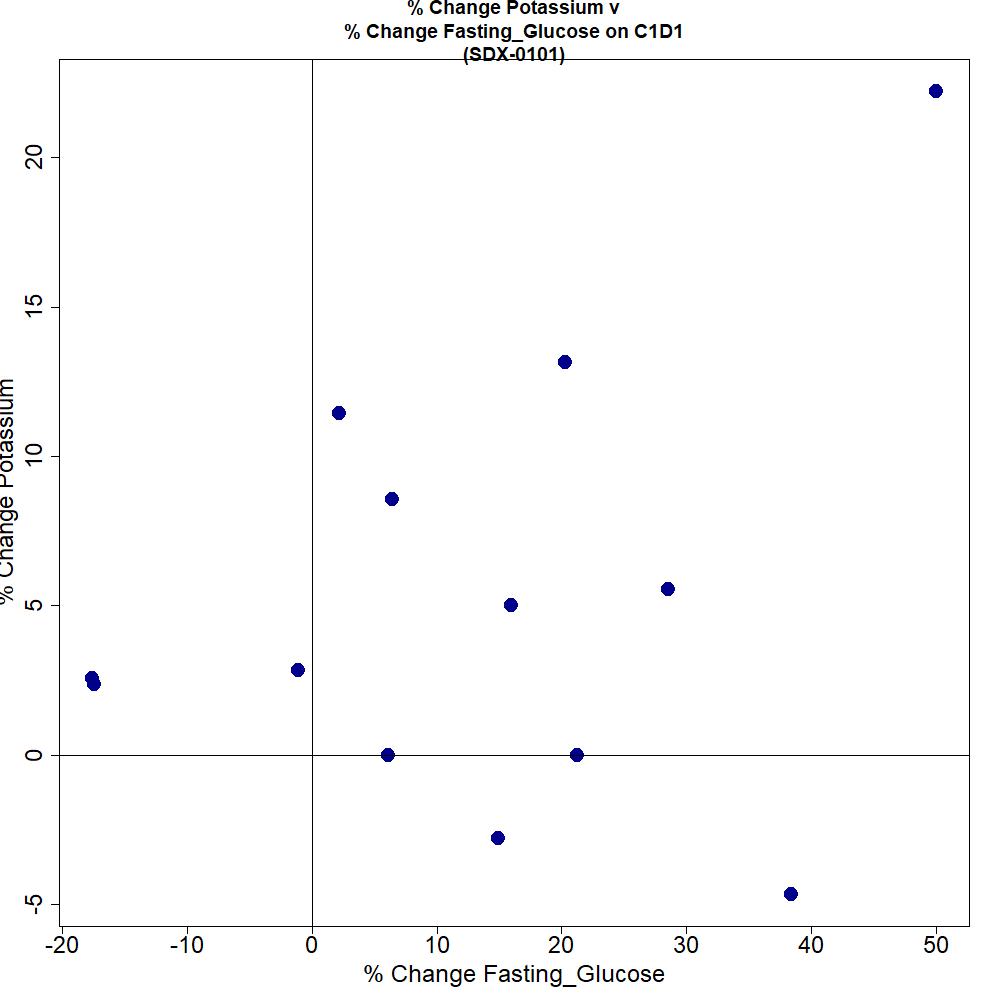 % Change Potassium v
% Change Fasting_Glucose on C1D1
(SDX-0101)
% Change Potassium
20
15
10
5
0
-5
-20
-10
0
10
20
30
40
50
% Change Fasting_Glucose